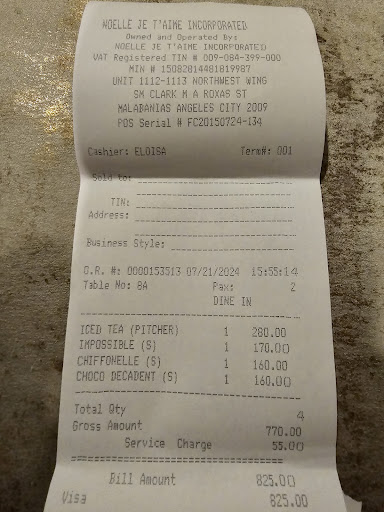 NOELLE JE T'AIME INCORPORATED
Owned and Operated By:
NOELLE JE T'AIME INCORPORATED
VAT Registered TIN # 009-084-399-000
MIN # 15082814481819987
UNIT 1112-1113 NORTHWEST WING
SM CLARK M A ROXAS ST
MALABANIAS ANGELES CITY 2009
POS Serial # FC20150724-134
Cashier: ELOISA Term#: 001
Sold to:
TIN:
Address:
Business Style:
O.R. #: 0000153513 07/21/2024 15:55:14
Table No: 8A Pax: 2
DINE IN
ICED TEA (PITCHER) 1 280.00
IMPOSSIBLE (S) 1 170.00
CHIFFONELLE (S) 1 160.00
CHOCO DECADENT (S) 1 160.00
Total Qty 4
Gross Amount 770.00
Service Charge 55.00
Bill Amount 825.00
Visa 825.00